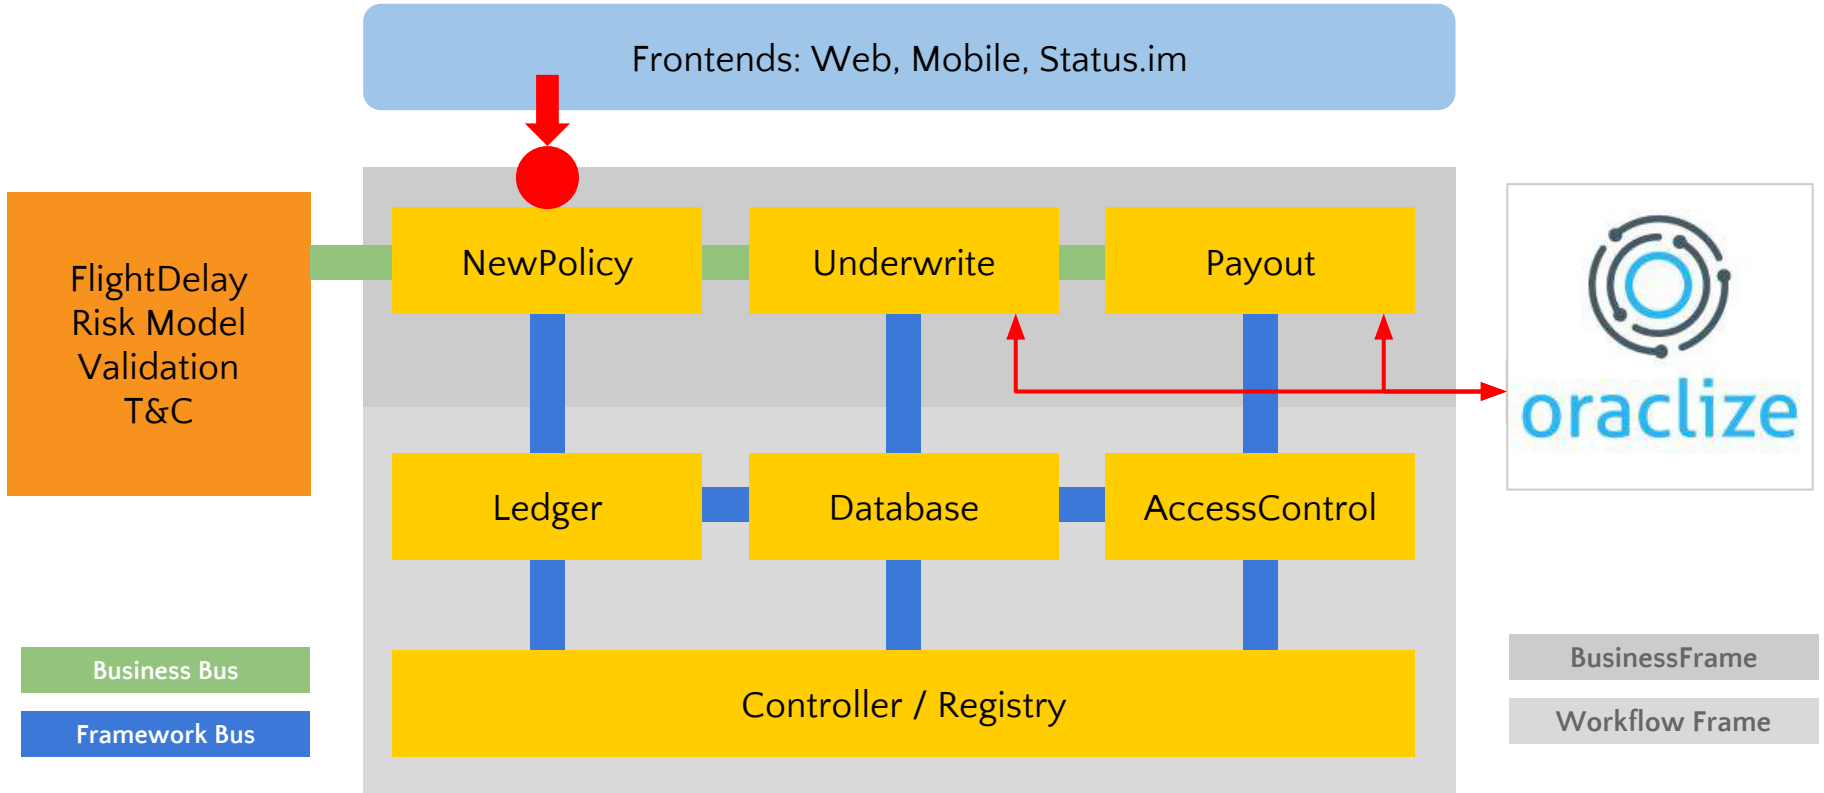 Frontends: Web, Mobile, Status.im
FlightDelay
Risk Model
Validation
T&C
NewPolicy
Underwrite
Payout
oraclize
Ledger
Database
AccessControl
Controller / Registry
Business Bus
Framework Bus
BusinessFrame
Workflow Frame